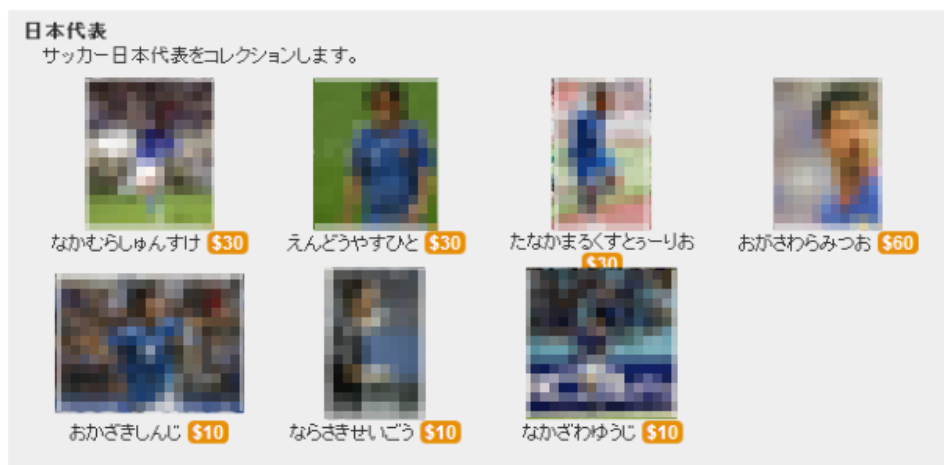 日本代表
サッカー日本代表をコレクションします。
なかむらしゅんすけ $30
えんどうやすひと $30
たなかまるくすとぅーりお
$30
おがさわらみつお $60
おかざきしんじ $10
ならさきせいごう $10
なかざわゆうじ $10